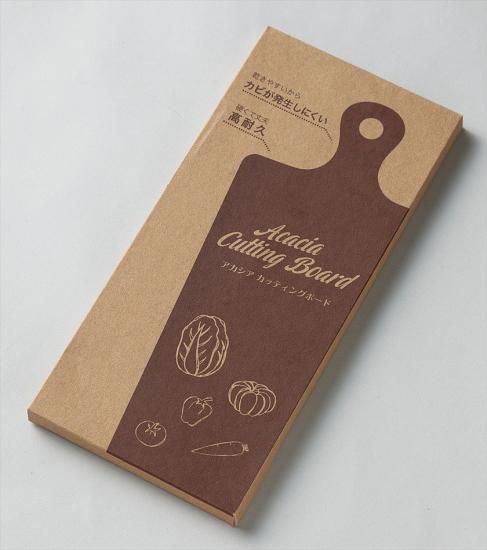 乾きやすいから
カビが発生しにくい
硬くて丈夫
高耐久
Acacia
Cutting Board
アカシア カッティングボード